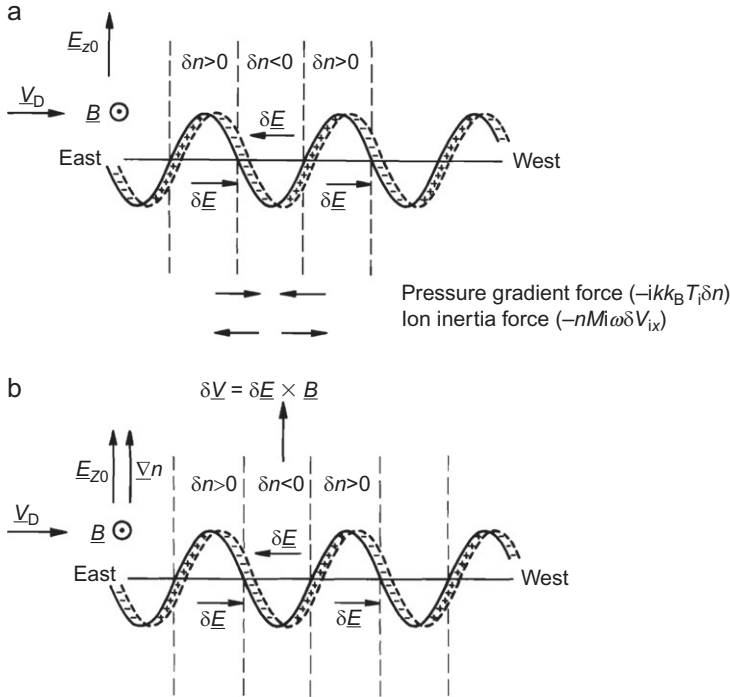 a
E_z0
δn>0 δn<0 δn>0
V_D
B
δE
East
West
δE
δE
Pressure gradient force (–ikk_BT_iδn)
Ion inertia force (–nMiωδV_ix)
b
δV = δE × B
E_Z0 ∇n
δn>0 δn<0 δn>0
V_D
B
δE
East
West
δE
δE